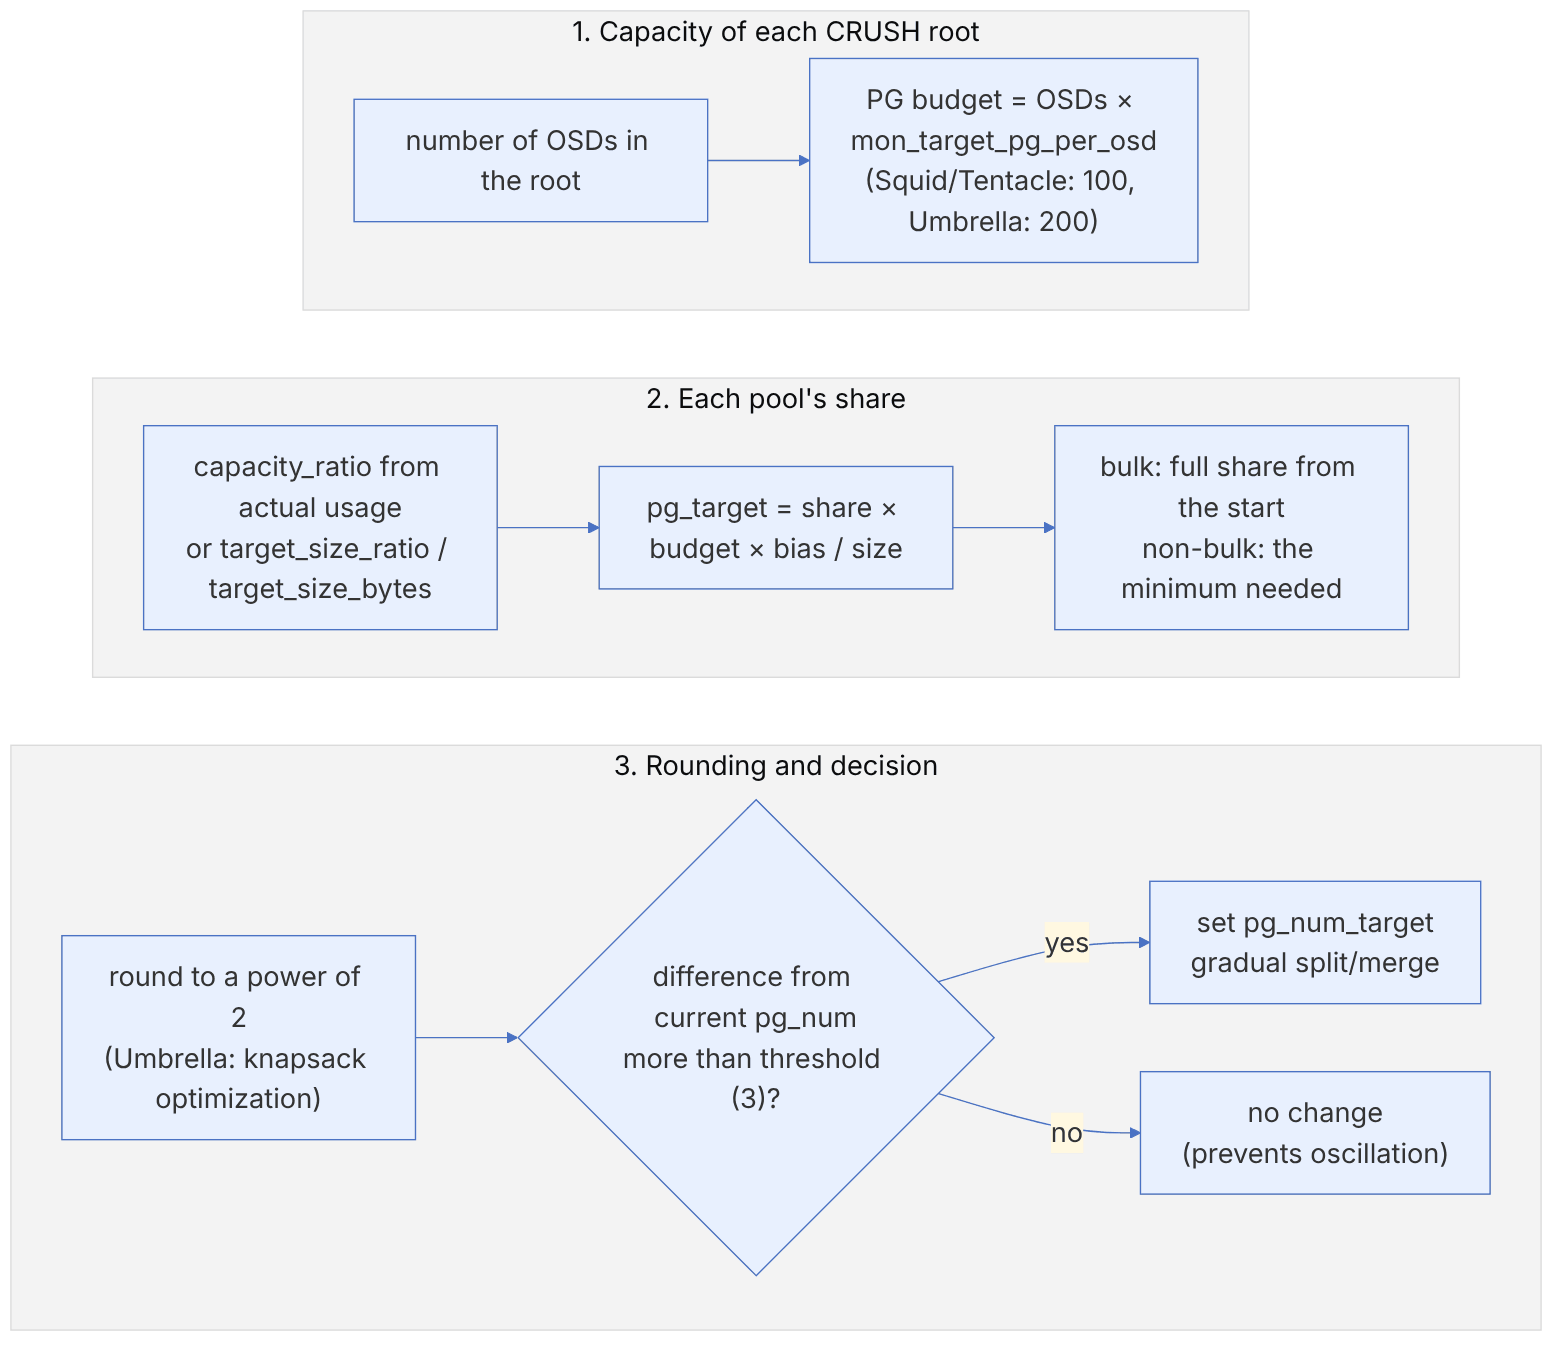 1. Capacity of each CRUSH root
number of OSDs in
the root
PG budget = OSDs ×
mon_target_pg_per_osd
(Squid/Tentacle: 100,
Umbrella: 200)
2. Each pool's share
capacity_ratio from
actual usage
or target_size_ratio /
target_size_bytes
pg_target = share ×
budget × bias / size
bulk: full share from
the start
non-bulk: the
minimum needed
3. Rounding and decision
round to a power of
2
(Umbrella: knapsack
optimization)
difference from
current pg_num
more than threshold
(3)?
yes
set pg_num_target
gradual split/merge
no
no change
(prevents oscillation)